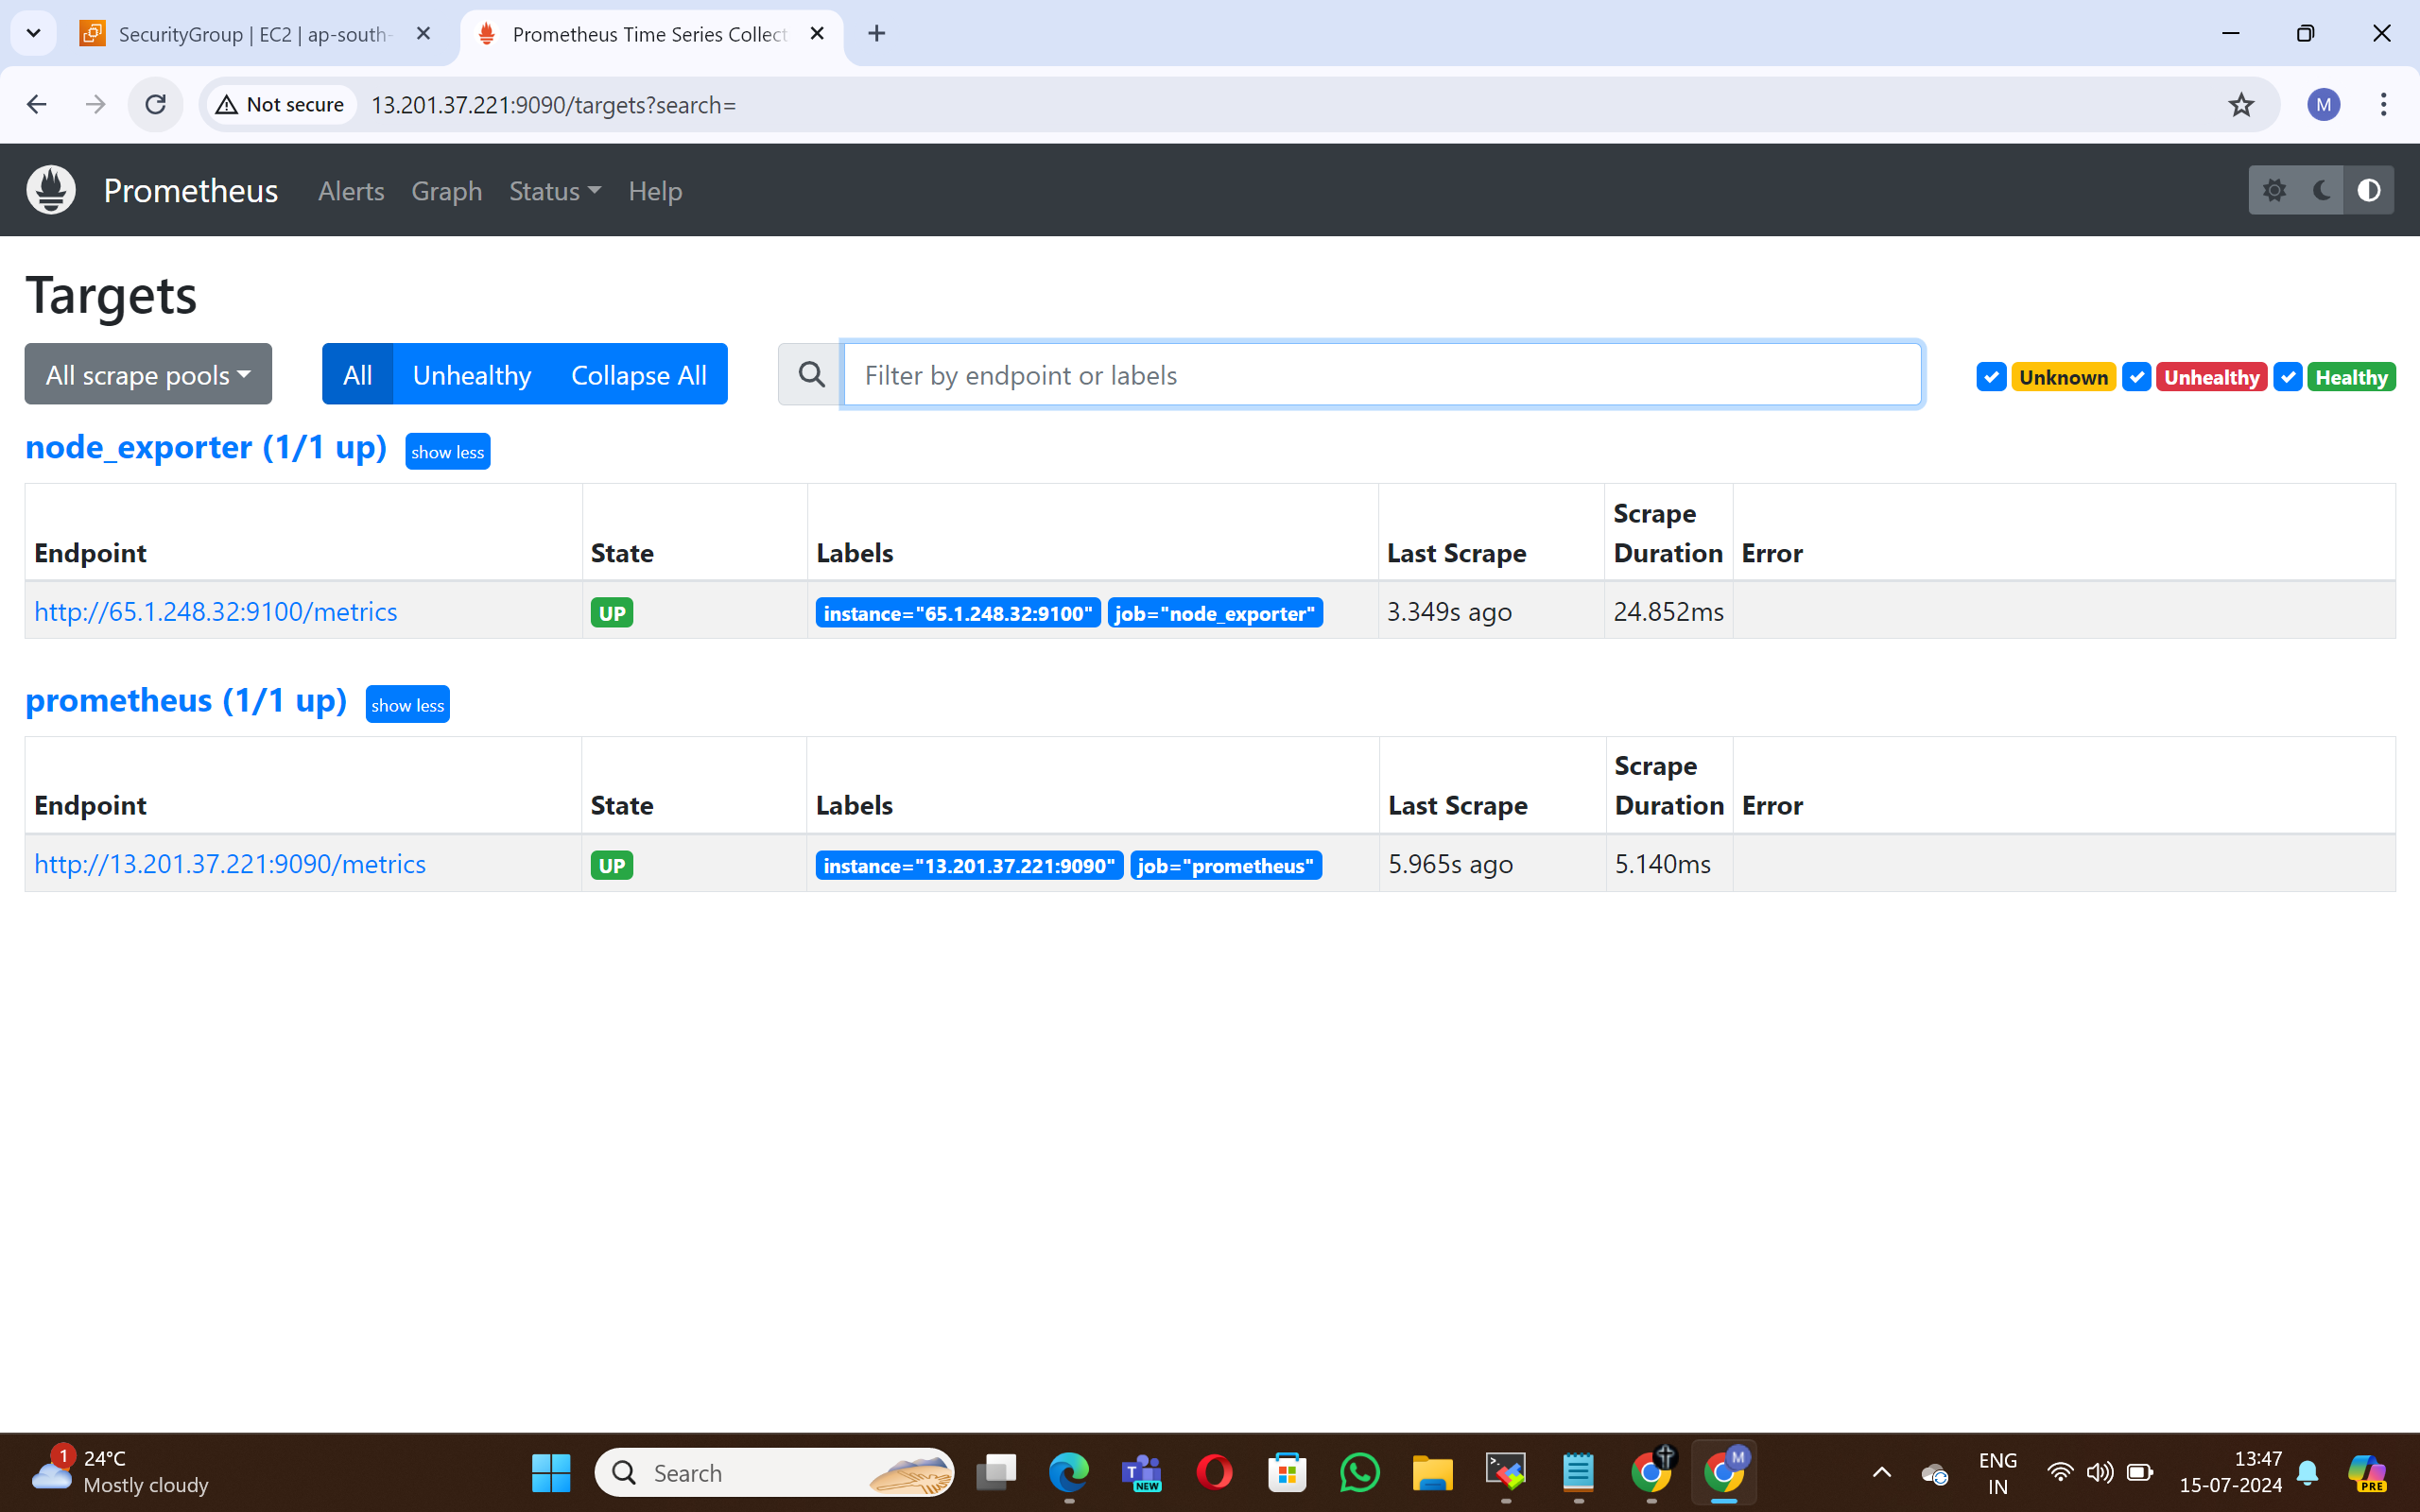 SecurityGroup | EC2 | ap-south-
Prometheus Time Series Collect
Not secure
13.201.37.221:9090/targets?search=
M
Prometheus
Alerts
Graph
Status
Help
Targets
All scrape pools
All
Unhealthy
Collapse All
Filter by endpoint or labels
Unknown
Unhealthy
Healthy
node_exporter (1/1 up)
show less
Endpoint
State
Labels
Last Scrape
Scrape
Duration
Error
http://65.1.248.32:9100/metrics
UP
instance="65.1.248.32:9100"
job="node_exporter"
3.349s ago
24.852ms
prometheus (1/1 up)
show less
Endpoint
State
Labels
Last Scrape
Scrape
Duration
Error
http://13.201.37.221:9090/metrics
UP
instance="13.201.37.221:9090"
job="prometheus"
5.965s ago
5.140ms
1
24°C
Mostly cloudy
Search
T
NEW
M
ENG
IN
13:47
15-07-2024
PRE